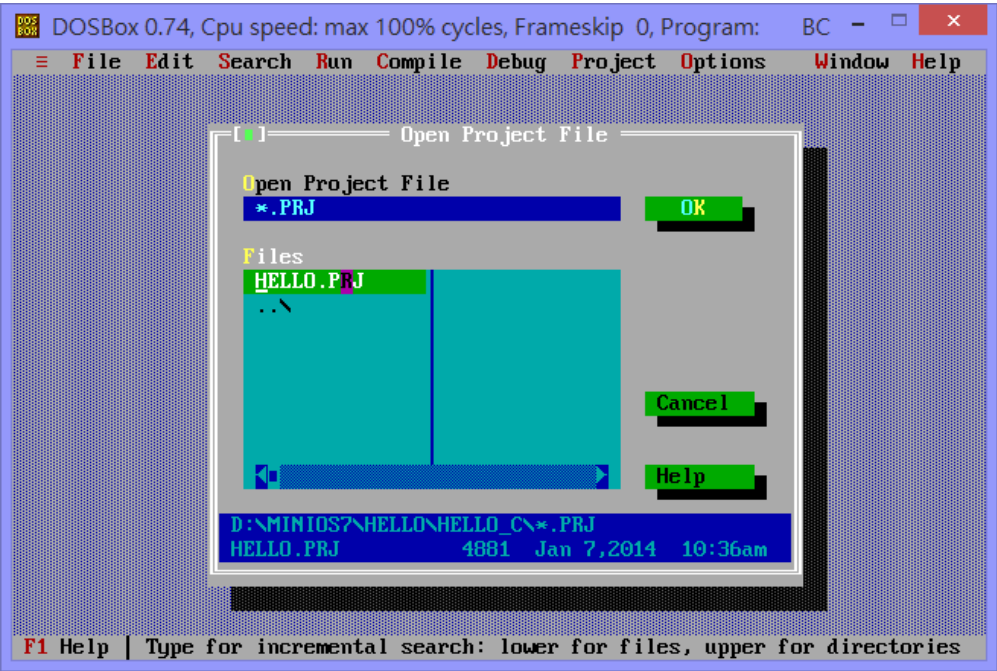 DOS BOX DOSBox 0.74, Cpu speed: max 100% cycles, Frameskip 0, Program: BC
≡ File Edit Search Run Compile Debug Project Options Window Help
Open Project File
Open Project File
*.PRJ
OK
Files
HELLO.PRJ
..\
Cancel
Help
D:\MINIOS7\HELLO\HELLO_C\*.PRJ
HELLO.PRJ 4881 Jan 7,2014 10:36am
F1 Help | Type for incremental search: lower for files, upper for directories